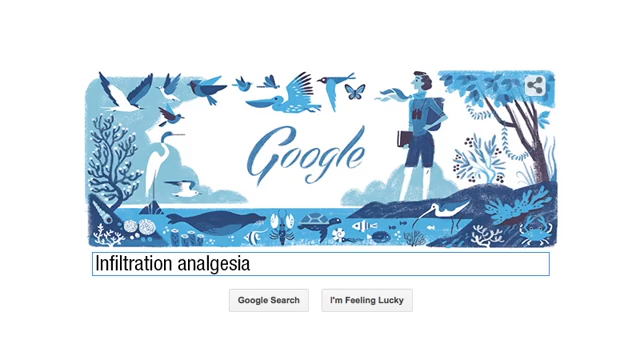 Google
Infiltration analgesia
Google Search
I'm Feeling Lucky